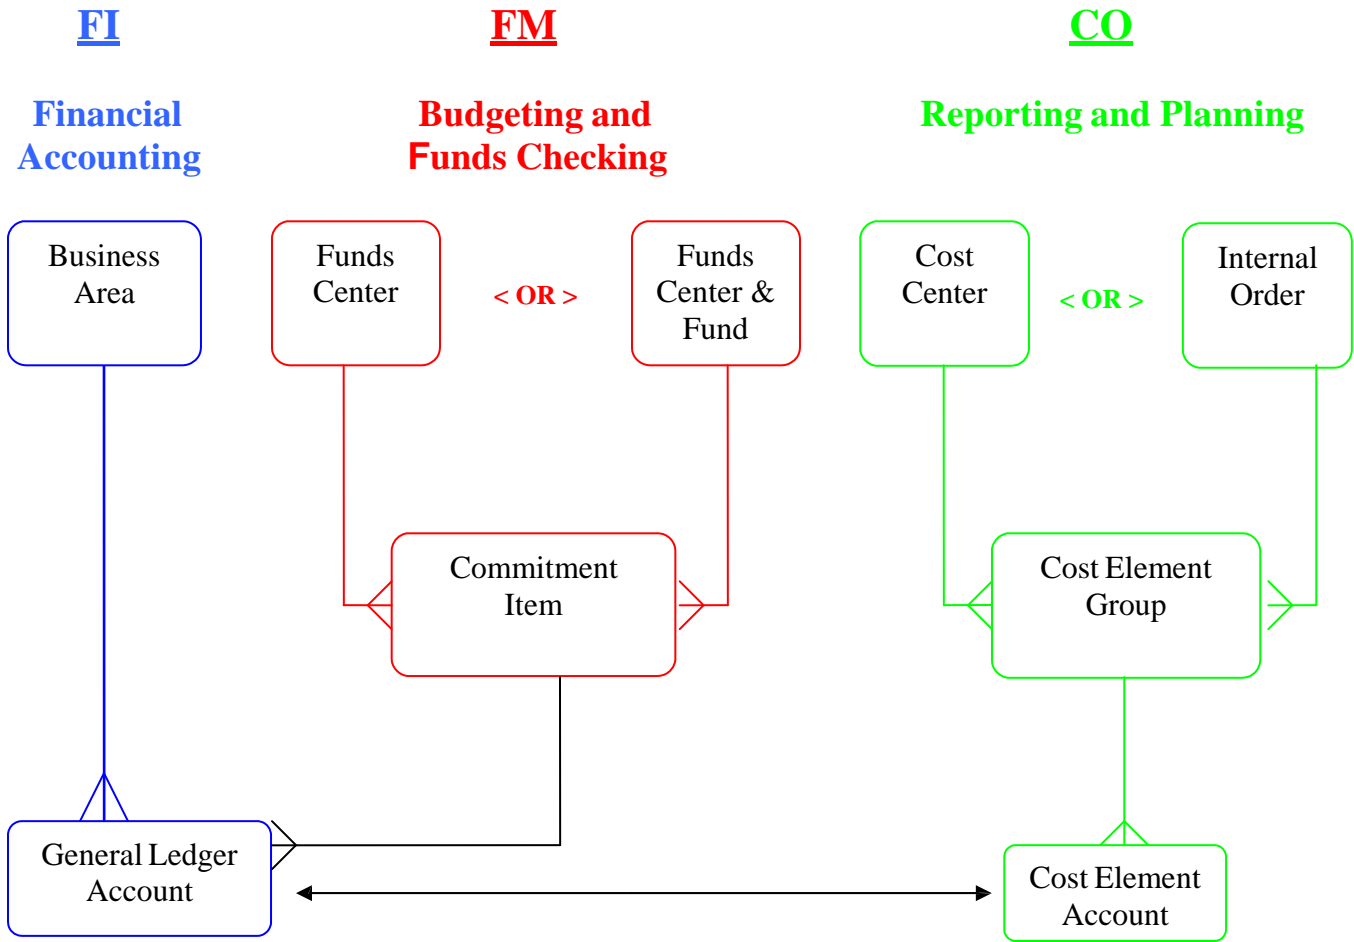 FI
FM
CO
Financial
Accounting
Budgeting and
Funds Checking
Reporting and Planning
Business
Area
Funds
Center
< OR >
Funds
Center &
Fund
Cost
Center
< OR >
Internal
Order
Commitment
Item
Cost Element
Group
General Ledger
Account
Cost Element
Account